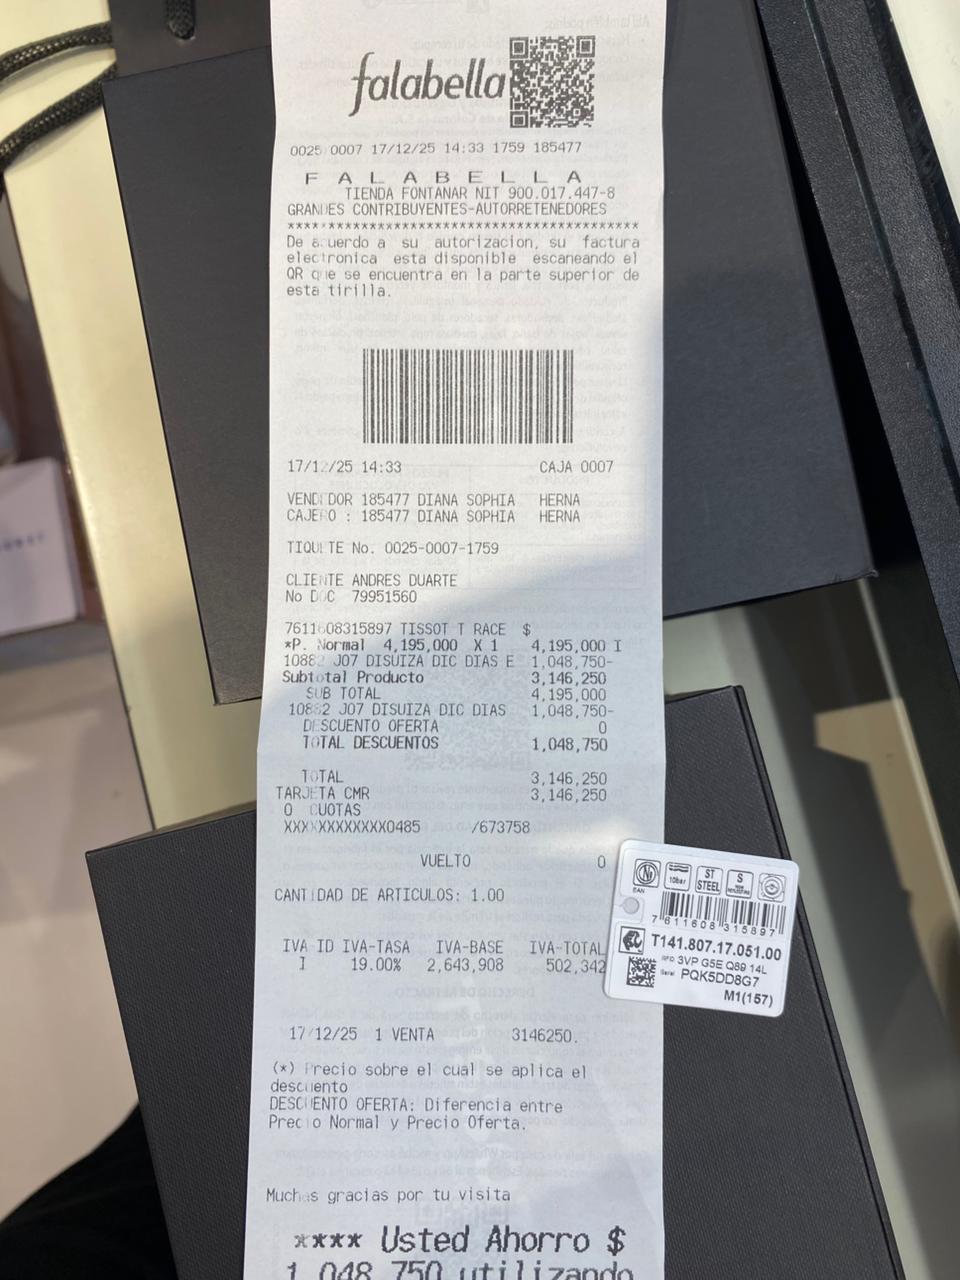 falabella
0025 0007 17/12/25 14:33 1759 185477
F A L A B E L L A
TIENDA FONTANAR NIT 900.017.447-8
GRANDES CONTRIBUYENTES-AUTORRETENEDORES
******************************************
De acuerdo a su autorizacion, su factura
electronica esta disponible escaneando el
QR que se encuentra en la parte superior de
esta tirilla.
17/12/25 14:33 CAJA 0007
VENDEDOR 185477 DIANA SOPHIA HERNA
CAJERO : 185477 DIANA SOPHIA HERNA
TIQUETE No. 0025-0007-1759
CLIENTE ANDRES DUARTE
No DOC 79951560
7611608315897 TISSOT T RACE $
*P. Normal 4,195,000 X 1 4,195,000 I
10882 J07 DISUIZA DIC DIAS E 1,048,750-
Subtotal Producto 3,146,250
SUB TOTAL 4,195,000
10882 J07 DISUIZA DIC DIAS 1,048,750-
DESCUENTO OFERTA 0
TOTAL DESCUENTOS 1,048,750
TOTAL 3,146,250
TARJETA CMR 3,146,250
0 CUOTAS
XXXXXXXXXXXX0485 /673758
VUELTO 0
CANTIDAD DE ARTICULOS: 1.00
IVA-ID IVA-TASA IVA-BASE IVA-TOTAL
I 19.00% 2,643,908 502,342
17/12/25 1 VENTA 3146250.
(*) Precio sobre el cual se aplica el
descuento
DESCUENTO OFERTA: Diferencia entre
Precio Normal y Precio Oferta.
Muchas gracias por tu visita
**** Usted Ahorro $
1,048,750 utilizando
10bar
ST
STEEL
S
EAN
7 611608 315897
T141.807.17.051.00
RFID 3VP G5E Q89 14L
Serial PQK5DD8G7
M1(157)